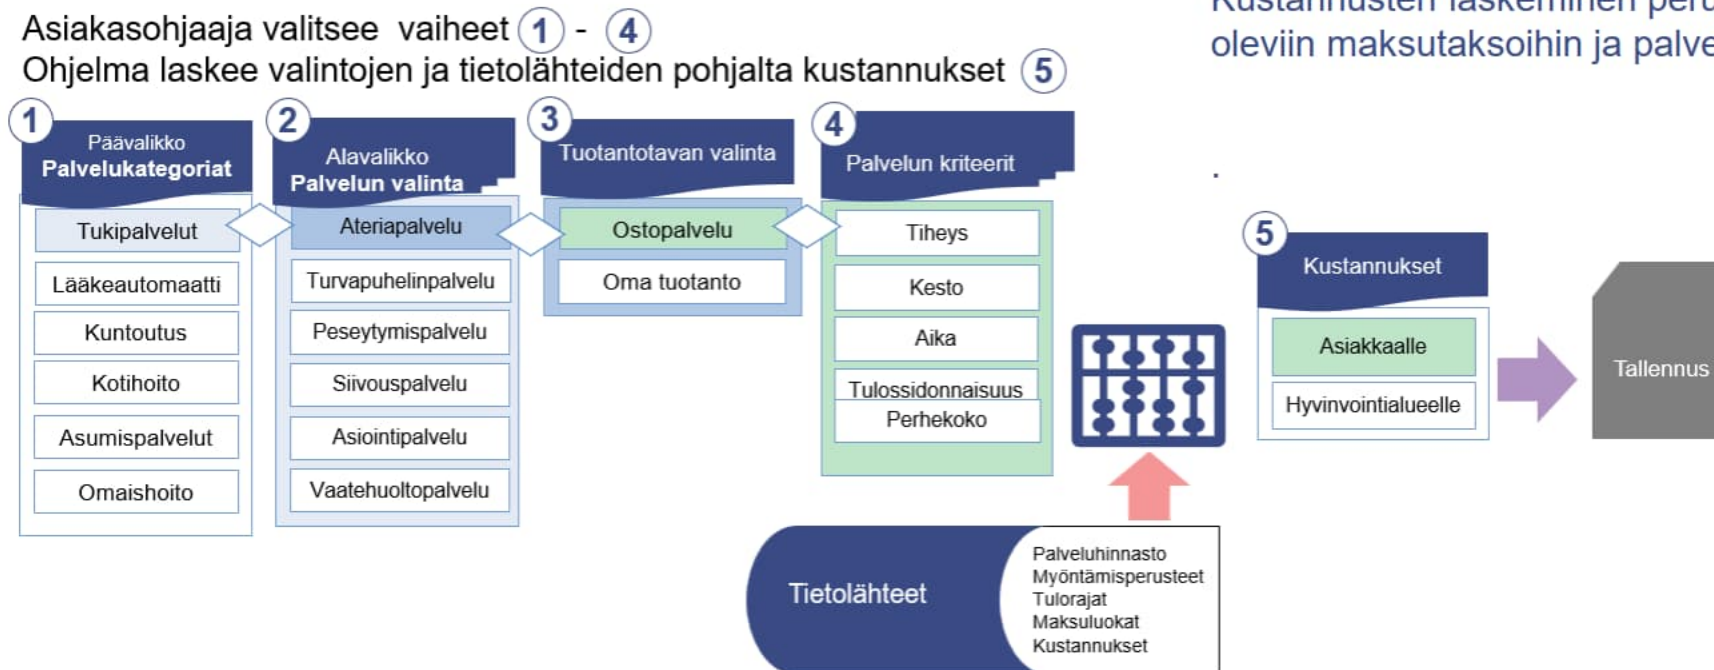 Asiakasohjaaja valitsee vaiheet 1 - 4
Ohjelma laskee valintojen ja tietolähteiden pohjalta kustannukset 5
Kustannusten laskeminen
oleviin maksutaksoihin ja
1
Päävalikko
Palvelukategoriat
Tukipalvelut
Lääkeautomaatti
Kuntoutus
Kotihoito
Asumispalvelut
Omaishoito
2
Alavalikko
Palvelun valinta
Ateriapalvelu
Turvapuhelinpalvelu
Peseytymispalvelu
Siivouspalvelu
Asiointipalvelu
Vaatehuoltopalvelu
3
Tuotantotavan valinta
Ostopalvelu
Oma tuotanto
4
Palvelun kriteerit
Tiheys
Kesto
Aika
Tulossidonnaisuus
Perhekoko
.
5
Kustannukset
Asiakkaalle
Hyvinvointialueelle
Tallennus
Tietolähteet
Palveluhinnasto
Myöntämisperusteet
Tulorajat
Maksuluokat
Kustannukset